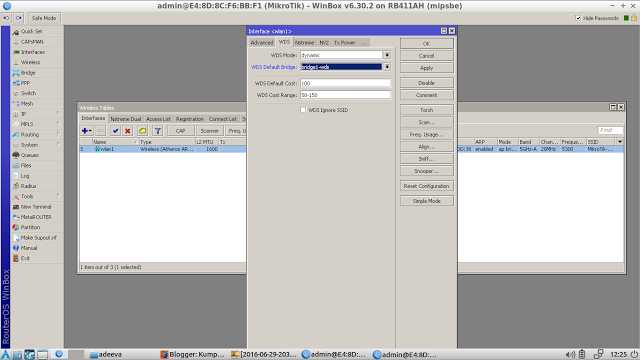 admin@E4:8D:8C:F6:BB:F1 (MikroTik) - WinBox v6.30.2 on RB411AH (mipsbe)
Safe Mode
Hide Passwords
Quick Set
CAPsMAN
Interfaces
Wireless
Bridge
PPP
Switch
Mesh
IP
MPLS
Routing
System
Queues
Files
Log
Radius
Tools
New Terminal
MetaROUTER
Partition
Make Supout.rif
Manual
Exit
RouterOS WinBox
Wireless Tables
Interfaces Nstreme Dual Access List Registration Connect List
CAP Scanner Freq. U
Find
Name Type L2 MTU Tx
S wlan1 Wireless (Atheros AR... 1600
ARP Mode Band Chan... Freque... SSID
enabled ap bri... 5GHz-A 20MHz 5180 MikroTik-...
1 item out of 3 (1 selected)
Interface <wlan1>
Advanced WDS Nstreme NV2 Tx Power ...
WDS Mode: dynamic
WDS Default Bridge: bridge1-wds
WDS Default Cost: 100
WDS Cost Range: 50-150
WDS Ignore SSID
OK
Cancel
Apply
Disable
Comment
Torch
Scan...
Freq. Usage...
Align...
Sniff...
Snooper...
Reset Configuration
Simple Mode
adeeva
Blogger: Kump...
[2016-06-29-203...
admin@E4:8D:...
admin@E4:8D:...
12:25